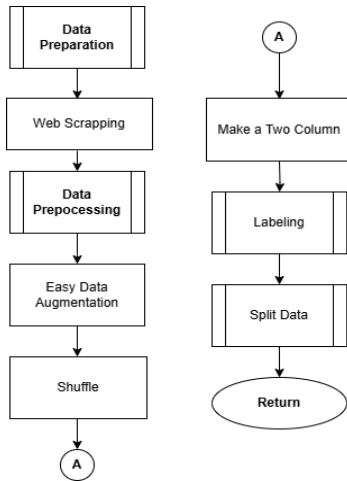 Data
Preparation
Web Scrapping
Data
Prepocessing
Easy Data
Augmentation
Shuffle
A
A
Make a Two Column
Labeling
Split Data
Return